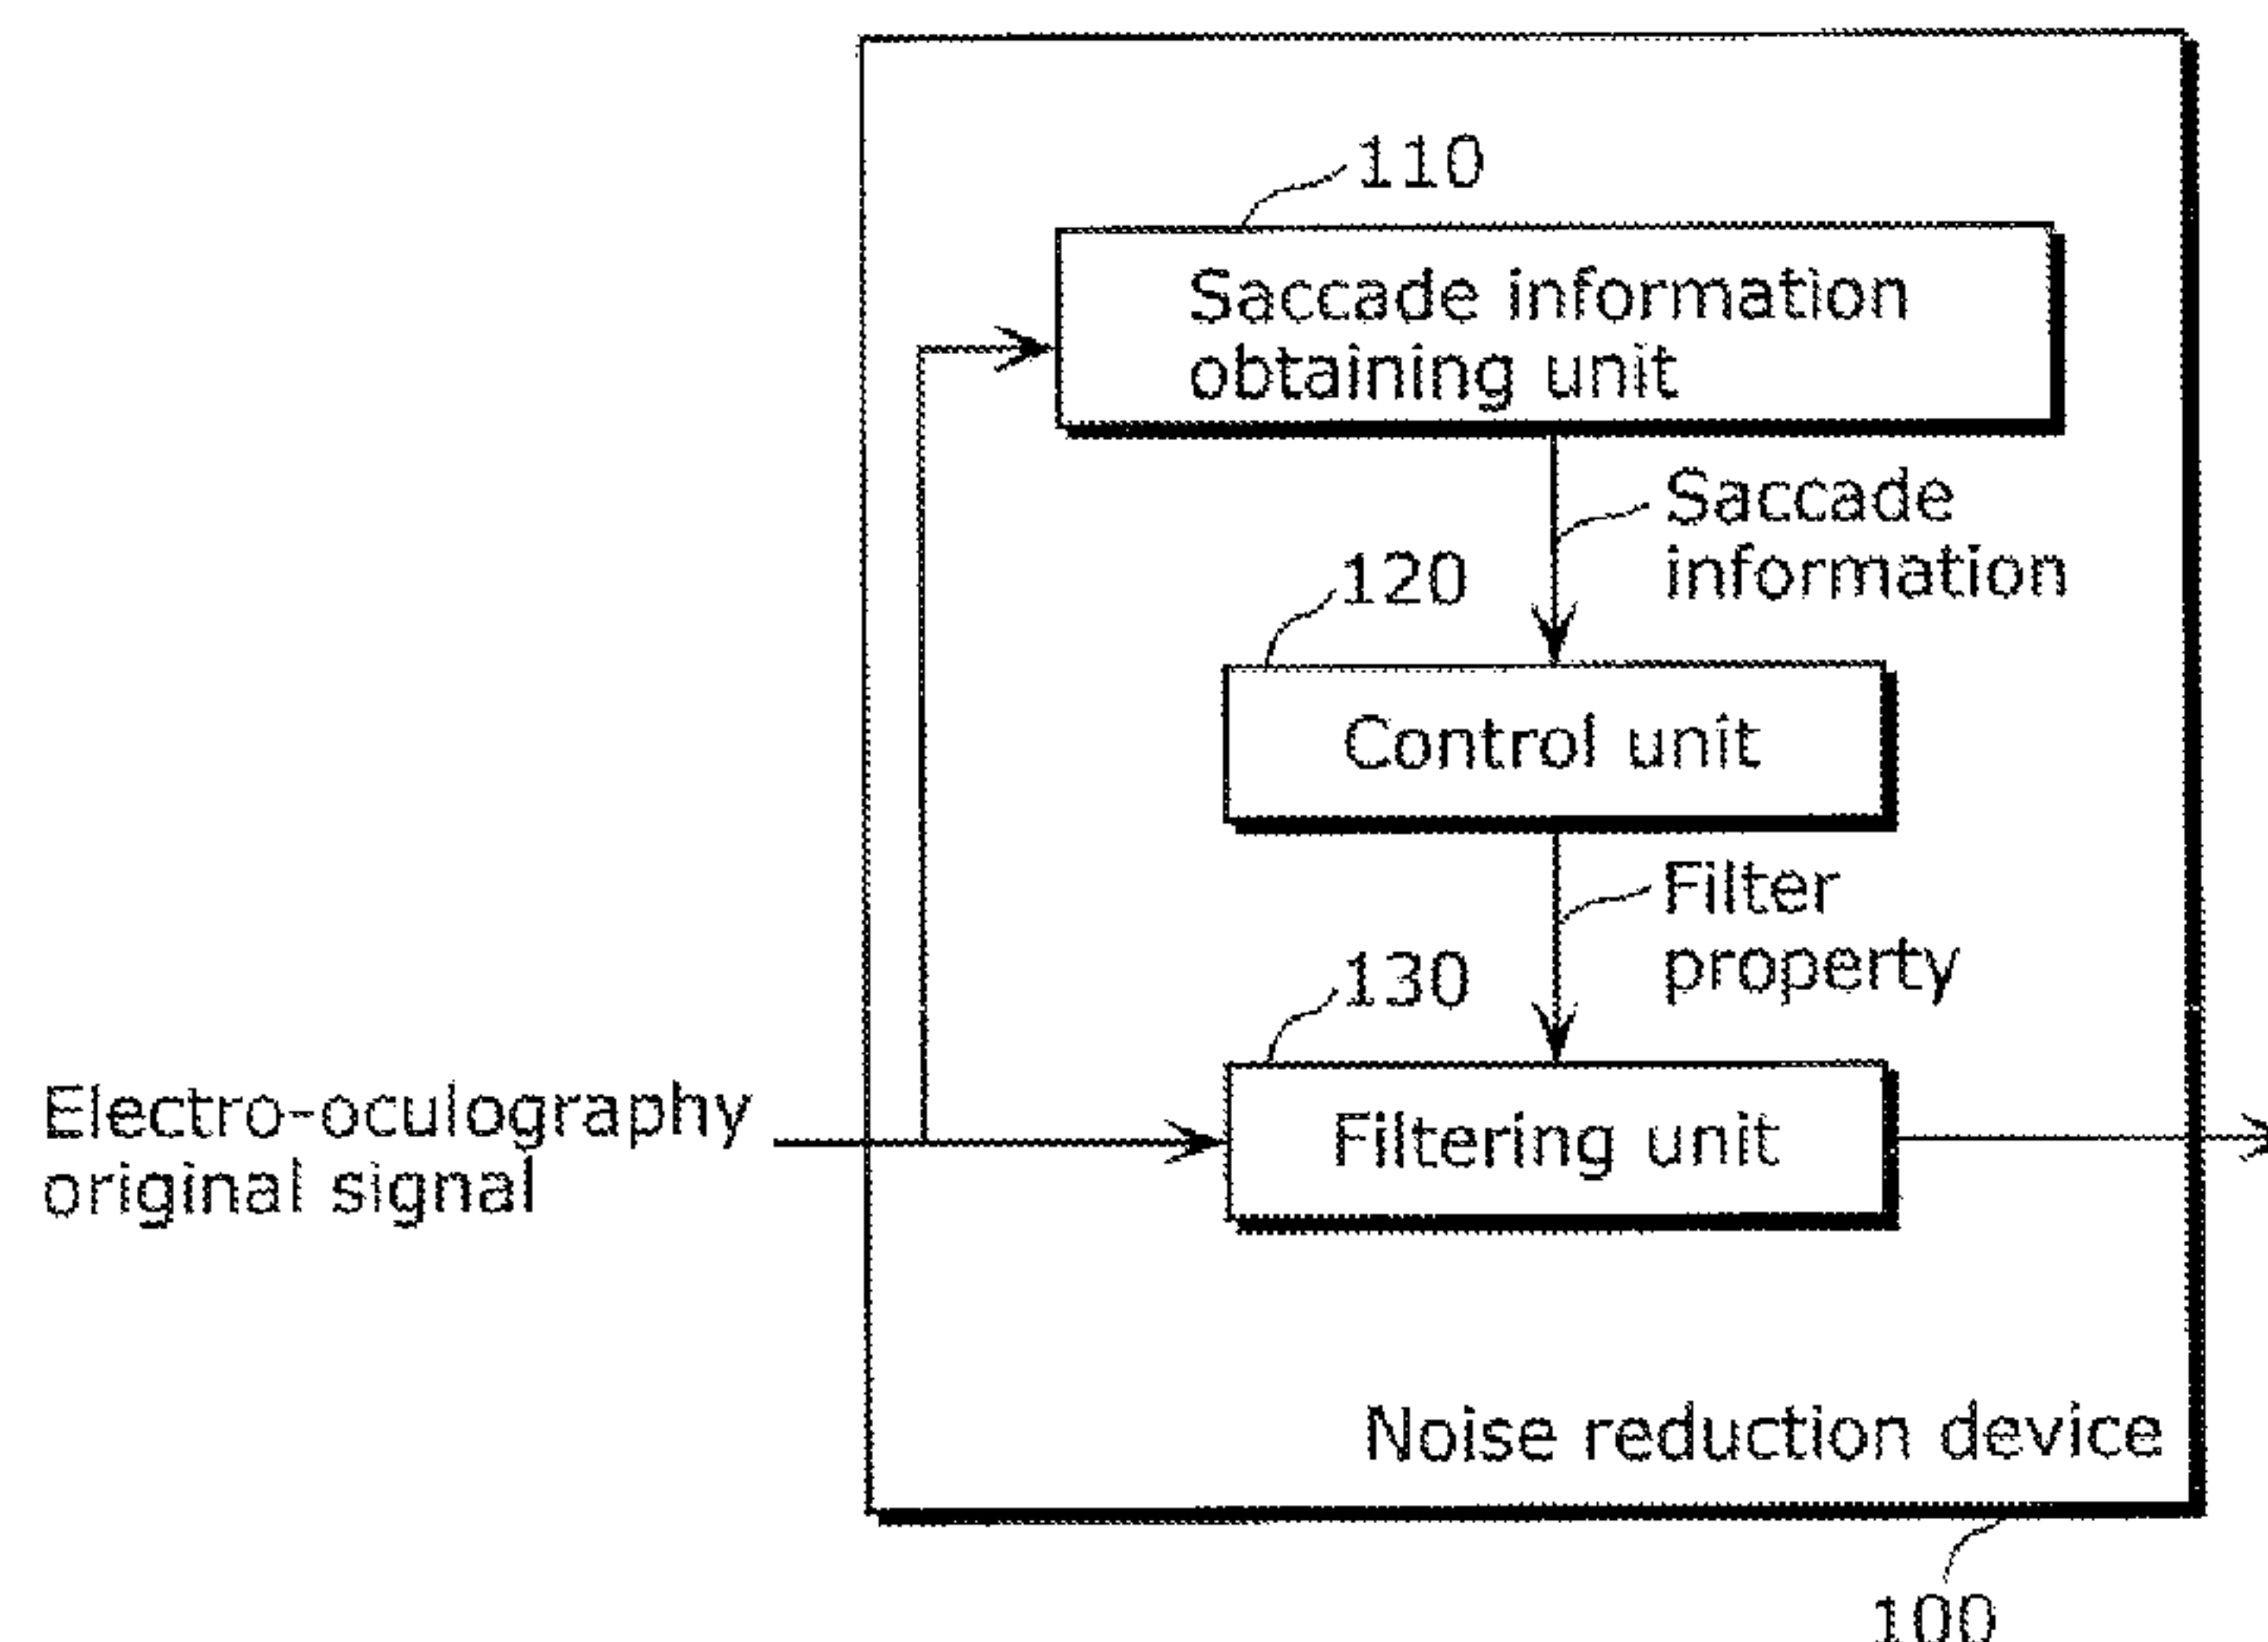 110
Saccade information
obtaining unit
Saccade
information
120
Control unit
Filter
property
130
Electro-oculography
original signal
Filtering unit
Noise reduction device
100